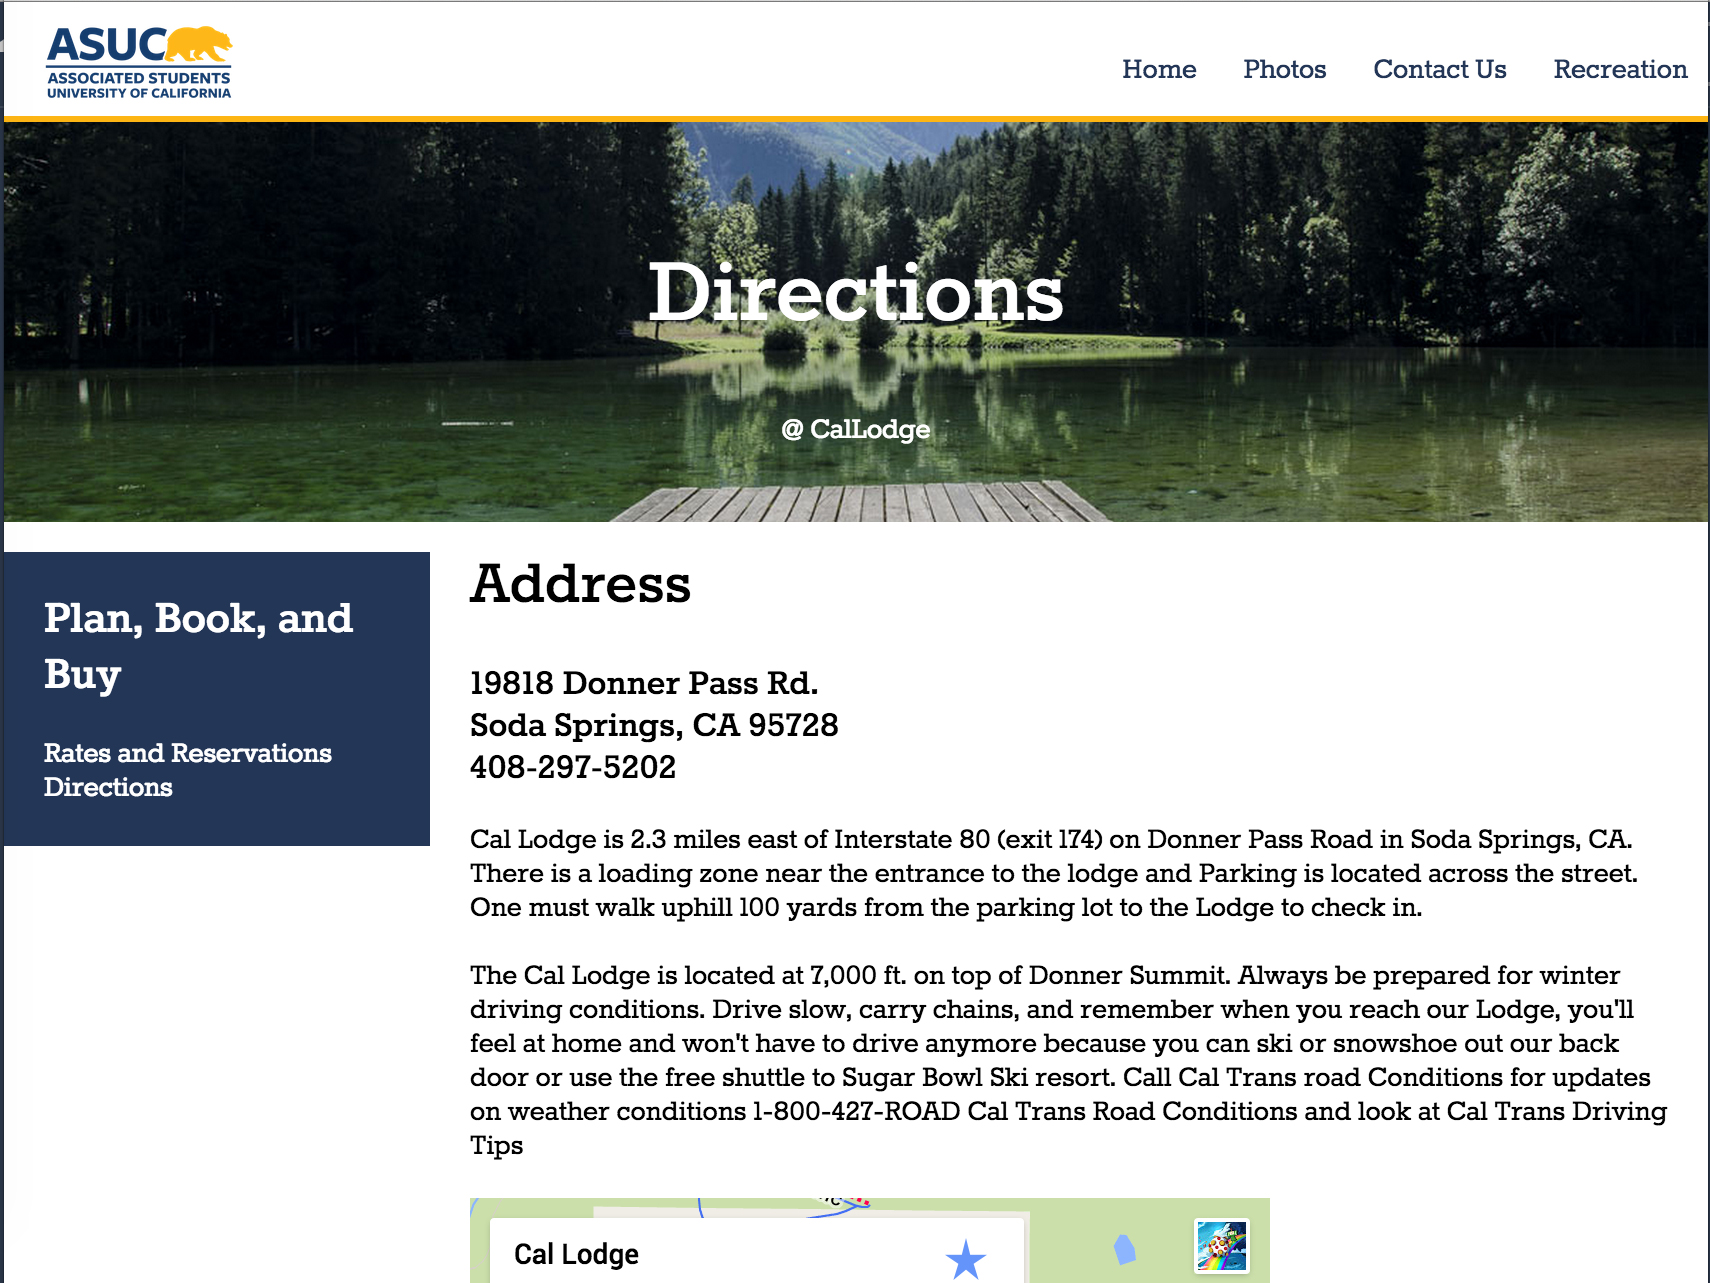 ASUC
ASSOCIATED STUDENTS
UNIVERSITY OF CALIFORNIA
Home Photos Contact Us Recreation
Directions
@ CalLodge
Plan, Book, and
Buy
Rates and Reservations
Directions
Address
19818 Donner Pass Rd.
Soda Springs, CA 95728
408-297-5202
Cal Lodge is 2.3 miles east of Interstate 80 (exit 174) on Donner Pass Road in Soda Springs, CA.
There is a loading zone near the entrance to the lodge and Parking is located across the street.
One must walk uphill 100 yards from the parking lot to the Lodge to check in.
The Cal Lodge is located at 7,000 ft. on top of Donner Summit. Always be prepared for winter
driving conditions. Drive slow, carry chains, and remember when you reach our Lodge, you'll
feel at home and won't have to drive anymore because you can ski or snowshoe out our back
door or use the free shuttle to Sugar Bowl Ski resort. Call Cal Trans road Conditions for updates
on weather conditions 1-800-427-ROAD Cal Trans Road Conditions and look at Cal Trans Driving
Tips
Cal Lodge